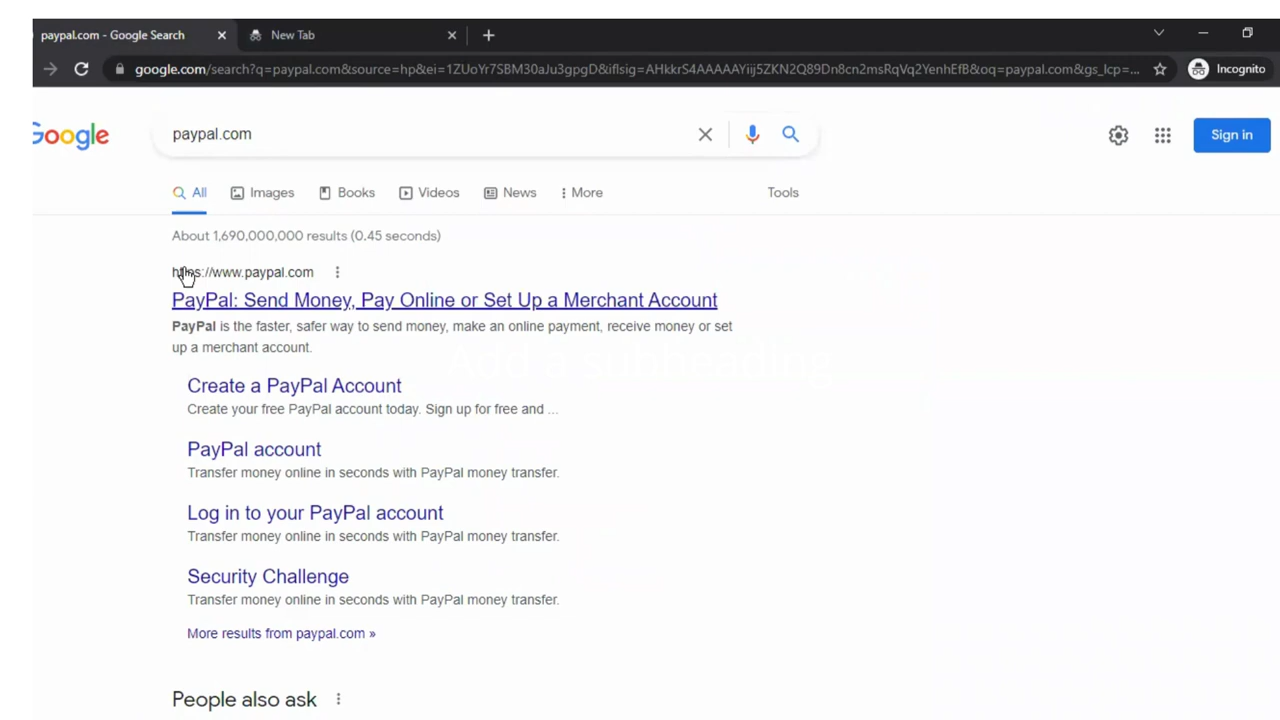 paypal.com - Google Search
New Tab
google.com/search?q=paypal.com&source=hp&ei=1ZUoYr7SBM30aJu3gpgD&iflsig=AHkkrS4AAAAAYiij5ZKN2Q89Dn8cn2msRqVq2YenhEfB&oq=paypal.com&gs_lcp=...
Incognito
Google
paypal.com
Sign in
All
Images
Books
Videos
News
More
Tools
About 1,690,000,000 results (0.45 seconds)
https://www.paypal.com
PayPal: Send Money, Pay Online or Set Up a Merchant Account
PayPal is the faster, safer way to send money, make an online payment, receive money or set
up a merchant account.
Add a subheading
Create a PayPal Account
Create your free PayPal account today. Sign up for free and ...
PayPal account
Transfer money online in seconds with PayPal money transfer.
Log in to your PayPal account
Transfer money online in seconds with PayPal money transfer.
Security Challenge
Transfer money online in seconds with PayPal money transfer.
More results from paypal.com »
People also ask